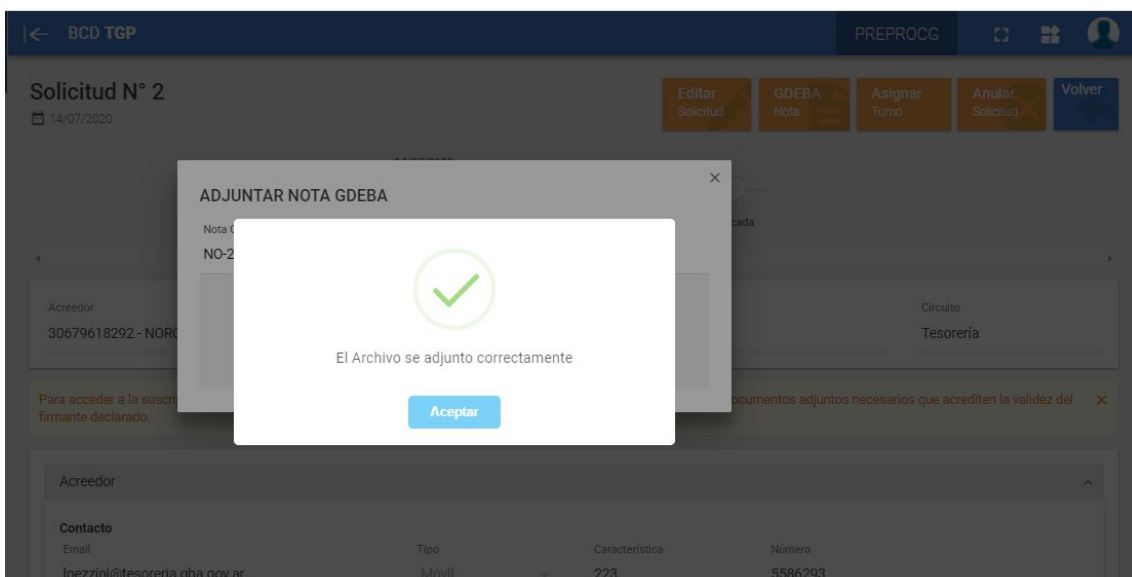 BCD TGP
PREPROCG
Solicitud N° 2
14/07/2020
Editar
Solicitud
GDEBA
Nota
Asignar
Turno
Anular
Solicitud
Volver
ADJUNTAR NOTA GDEBA
×
Nota
NO-2
El Archivo se adjunto correctamente
Aceptar
Acreedor
30679618292 - NORO
Circuito
Tesorería
Para acceder a la suscri
ocumentos adjuntos necesarios que acrediten la validez del
firmante declarado.
Acreedor
Contacto
Email
Tipo
Característica
Número
lpezzini@tesoreria.gba.gov.ar
Móvil
223
5586293